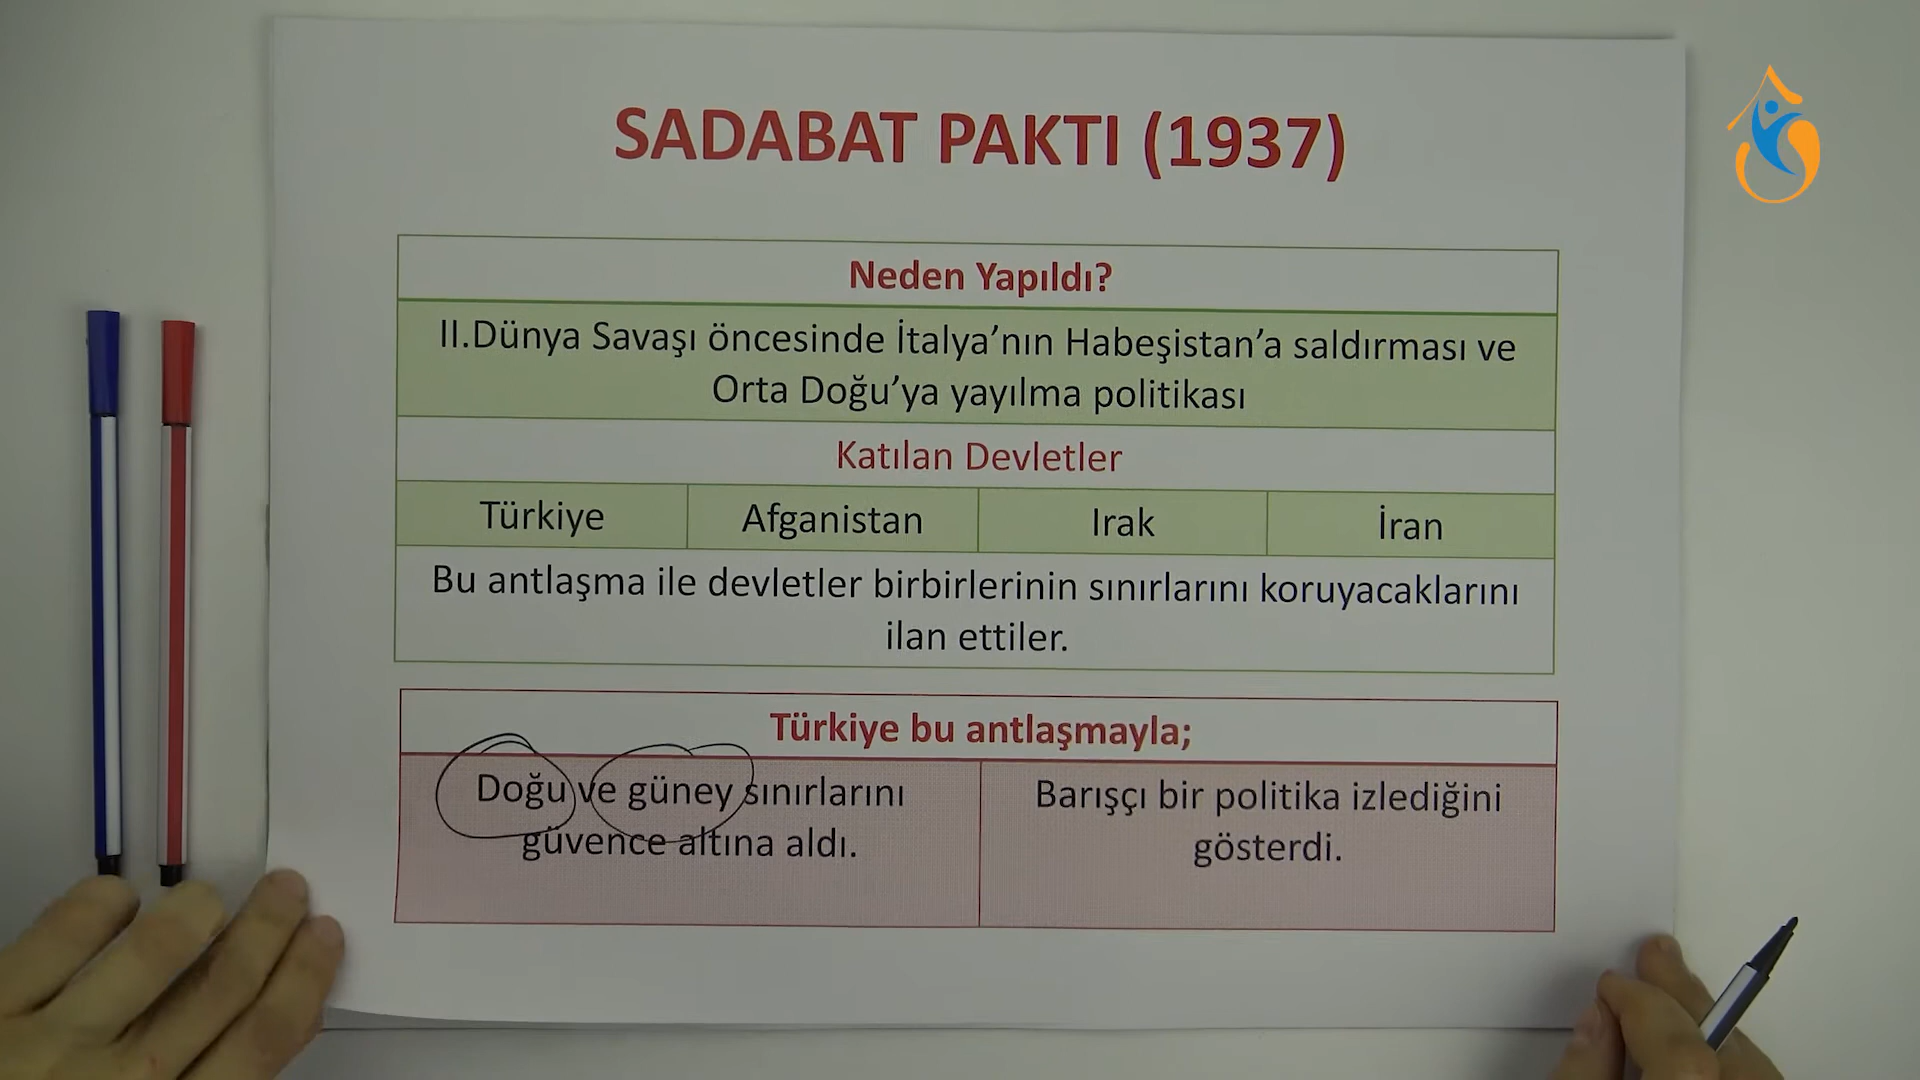 SADABAT PAKTI (1937)
Neden Yapıldı?
II.Dünya Savaşı öncesinde İtalya’nın Habeşistan’a saldırması ve
Orta Doğu’ya yayılma politikası
Katılan Devletler
Türkiye
Afganistan
Irak
İran
Bu antlaşma ile devletler birbirlerinin sınırlarını koruyacaklarını
ilan ettiler.
Türkiye bu antlaşmayla;
Doğu ve güney sınırlarını
güvence altına aldı.
Barışçı bir politika izlediğini
gösterdi.